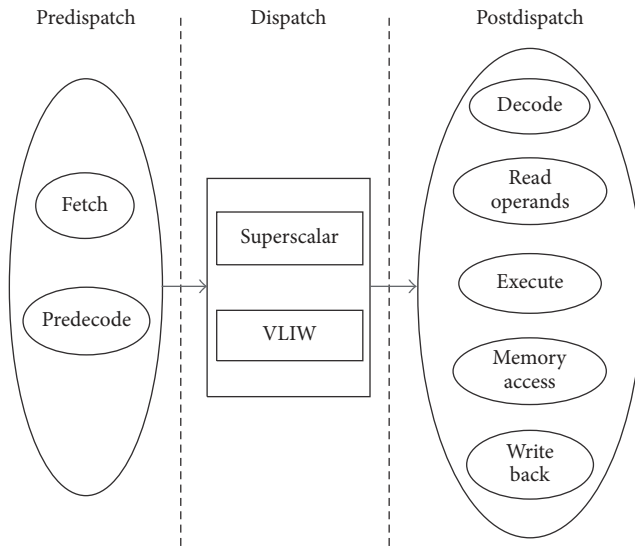 Predispatch
Dispatch
Postdispatch
Fetch
Predecode
Superscalar
VLIW
Decode
Read
operands
Execute
Memory
access
Write
back